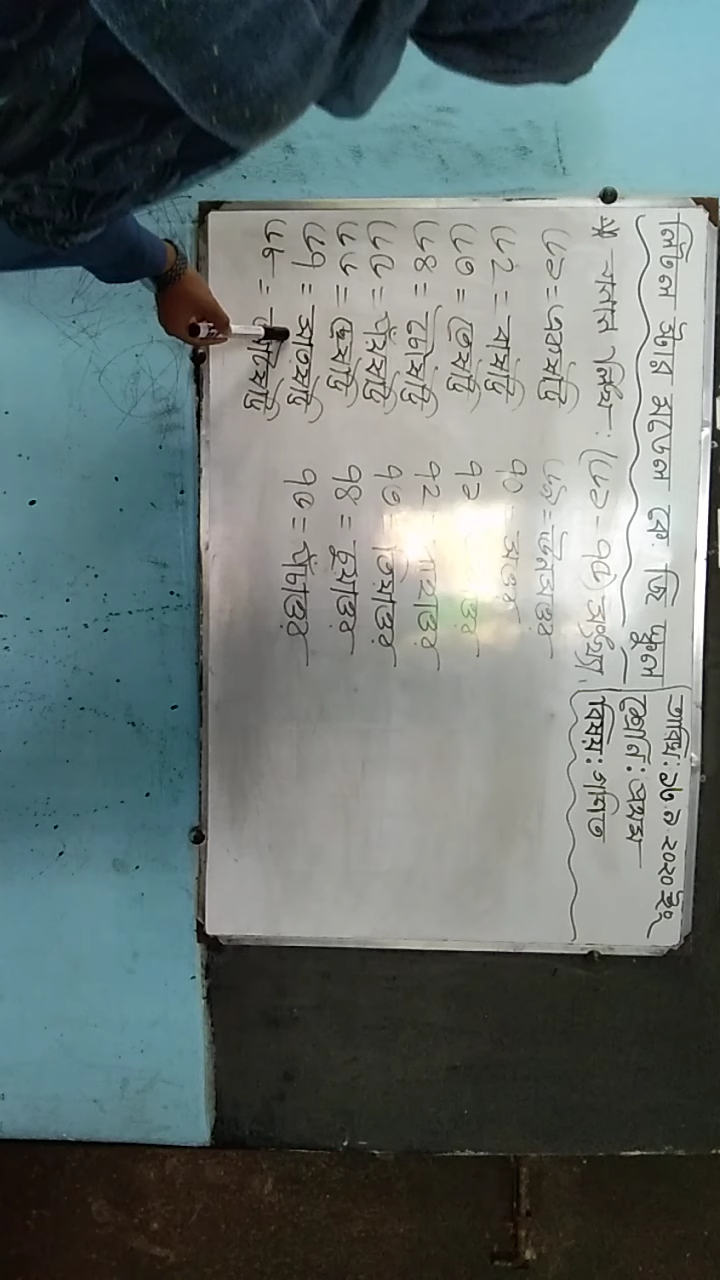 লিটল স্টার মডেল কে. জি স্কুল
তারিখ: ১৩.৯.২০২০ইং
শ্রেণি: প্রথম
বিষয়: গণিত
* বানান লিখ: (৬১-৭৫) পর্যন্ত।
৬১ = একষট্টি
৬২ = বাষট্টি
৬৩ = তেষট্টি
৬৪ = চৌষট্টি
৬৫ = পঁয়ষট্টি
৬৬ = ছেষট্টি
৬৭ = সাতষট্টি
৬৮ =
৬৯ = ঊনসত্তর
৭০ = সত্তর
৭১
৭২ = বায়াত্তর
৭৩ = তিয়াত্তর
৭৪ = চুয়াত্তর
৭৫ = পঁচাত্তর